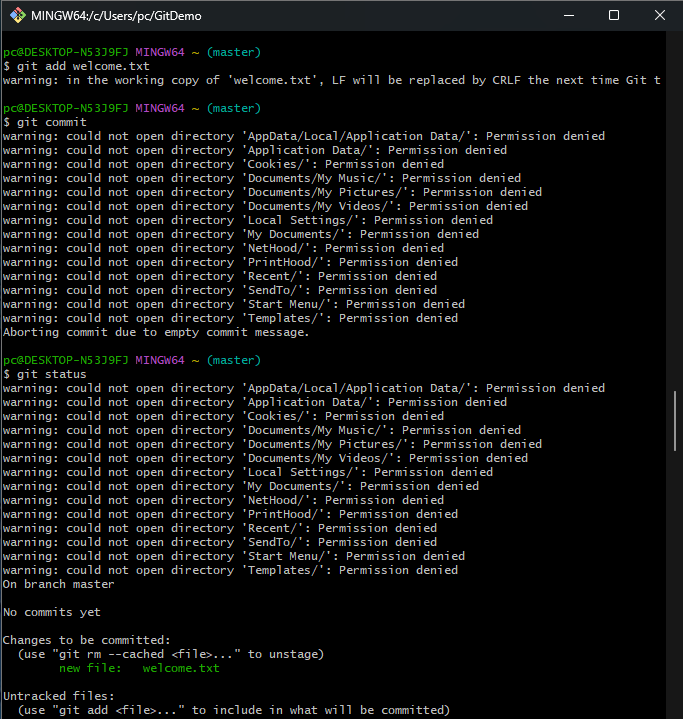 MINGW64:/c/Users/pc/GitDemo
pc@DESKTOP-N53J9FJ MINGW64 ~ (master)
$ git add welcome.txt
warning: in the working copy of 'welcome.txt', LF will be replaced by CRLF the next time Git t
pc@DESKTOP-N53J9FJ MINGW64 ~ (master)
$ git commit
warning: could not open directory 'AppData/Local/Application Data/': Permission denied
warning: could not open directory 'Application Data/': Permission denied
warning: could not open directory 'Cookies/': Permission denied
warning: could not open directory 'Documents/My Music/': Permission denied
warning: could not open directory 'Documents/My Pictures/': Permission denied
warning: could not open directory 'Documents/My Videos/': Permission denied
warning: could not open directory 'Local Settings/': Permission denied
warning: could not open directory 'My Documents/': Permission denied
warning: could not open directory 'NetHood/': Permission denied
warning: could not open directory 'PrintHood/': Permission denied
warning: could not open directory 'Recent/': Permission denied
warning: could not open directory 'SendTo/': Permission denied
warning: could not open directory 'Start Menu/': Permission denied
warning: could not open directory 'Templates/': Permission denied
Aborting commit due to empty commit message.
pc@DESKTOP-N53J9FJ MINGW64 ~ (master)
$ git status
warning: could not open directory 'AppData/Local/Application Data/': Permission denied
warning: could not open directory 'Application Data/': Permission denied
warning: could not open directory 'Cookies/': Permission denied
warning: could not open directory 'Documents/My Music/': Permission denied
warning: could not open directory 'Documents/My Pictures/': Permission denied
warning: could not open directory 'Documents/My Videos/': Permission denied
warning: could not open directory 'Local Settings/': Permission denied
warning: could not open directory 'My Documents/': Permission denied
warning: could not open directory 'NetHood/': Permission denied
warning: could not open directory 'PrintHood/': Permission denied
warning: could not open directory 'Recent/': Permission denied
warning: could not open directory 'SendTo/': Permission denied
warning: could not open directory 'Start Menu/': Permission denied
warning: could not open directory 'Templates/': Permission denied
On branch master
No commits yet
Changes to be committed:
  (use "git rm --cached <file>..." to unstage)
        new file:   welcome.txt
Untracked files:
  (use "git add <file>..." to include in what will be committed)